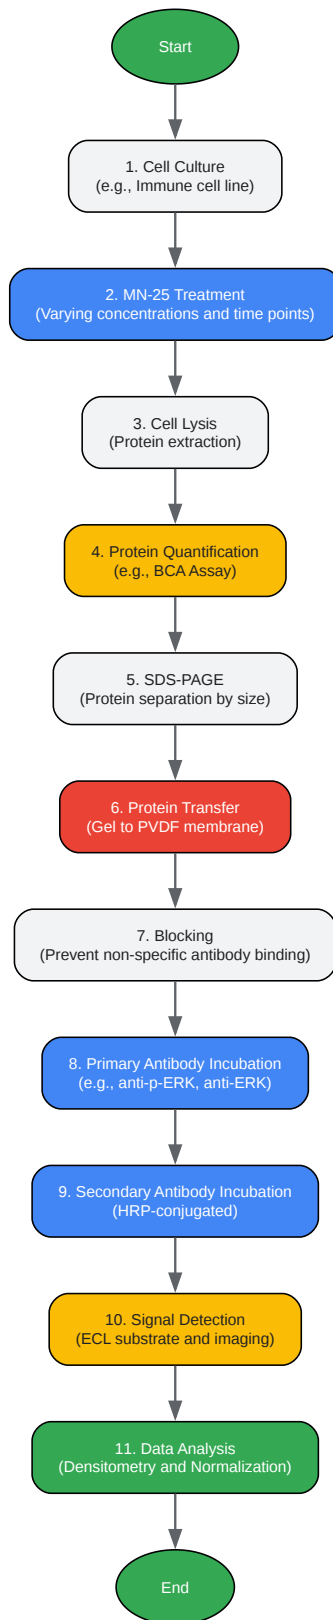 Start
1. Cell Culture
(e.g., Immune cell line)
2. MN-25 Treatment
(Varying concentrations and time points)
3. Cell Lysis
(Protein extraction)
4. Protein Quantification
(e.g., BCA Assay)
5. SDS-PAGE
(Protein separation by size)
6. Protein Transfer
(Gel to PVDF membrane)
7. Blocking
(Prevent non-specific antibody binding)
8. Primary Antibody Incubation
(e.g., anti-p-ERK, anti-ERK)
9. Secondary Antibody Incubation
(HRP-conjugated)
10. Signal Detection
(ECL substrate and imaging)
11. Data Analysis
(Densitometry and Normalization)
End